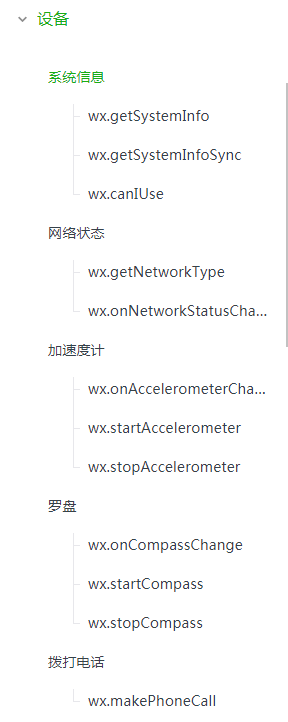 设备
系统信息
wx.getSystemInfo
wx.getSystemInfoSync
wx.canIUse
网络状态
wx.getNetworkType
wx.onNetworkStatusCha...
加速度计
wx.onAccelerometerCha...
wx.startAccelerometer
wx.stopAccelerometer
罗盘
wx.onCompassChange
wx.startCompass
wx.stopCompass
拨打电话
wx.makePhoneCall